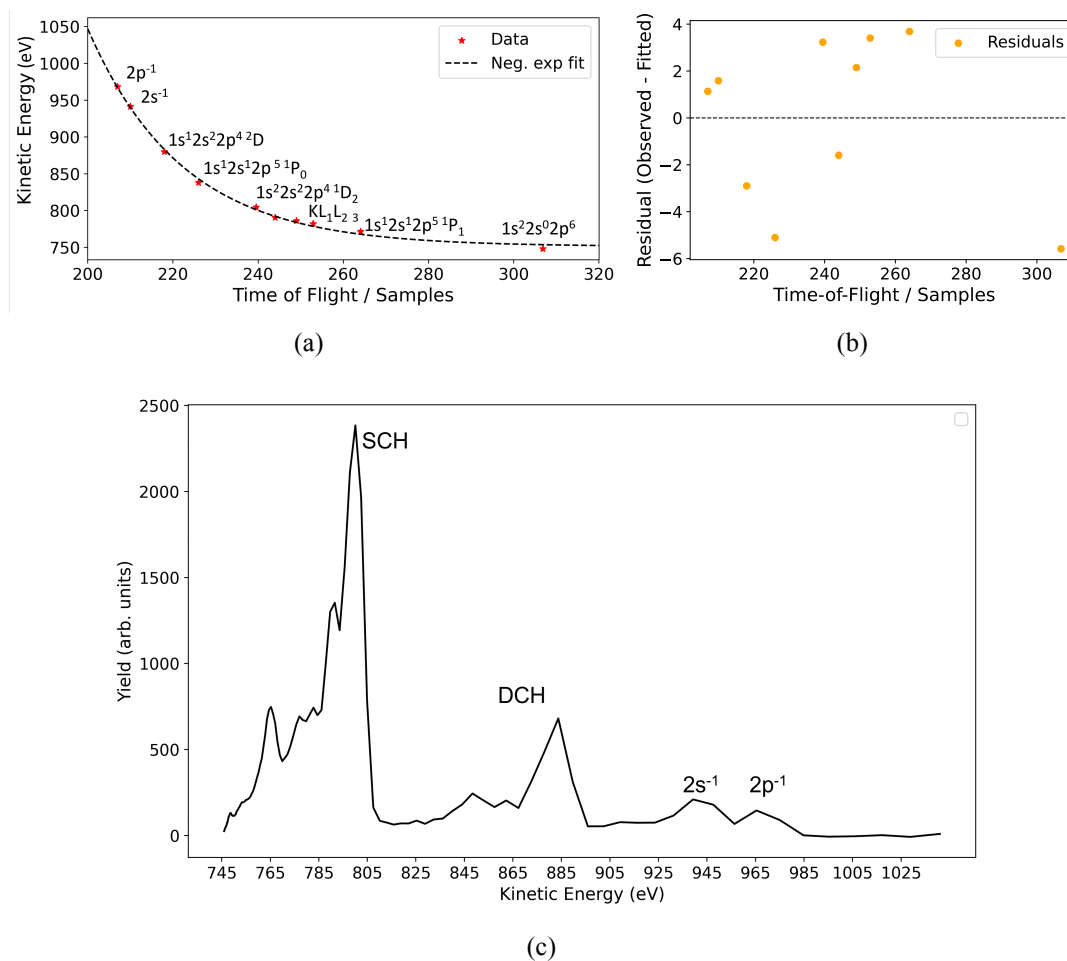 1050
1000
950
900
850
800
750
200
220
240
260
280
300
320
Kinetic Energy (eV)
Time of Flight / Samples
Data
Neg. exp fit
2p⁻¹
2s⁻¹
1s¹2s²2p⁴ ²D
1s¹2s¹2p⁵ ¹P₀
1s²2s²2p⁴ ¹D₂
KL₁L₂ ₃
1s¹2s¹2p⁵ ¹P₁
1s²2s⁰2p⁶
(a)
4
2
0
−2
−4
−6
220
240
260
280
300
Residual (Observed - Fitted)
Time-of-Flight / Samples
Residuals
(b)
2500
2000
1500
1000
500
0
745
765
785
805
825
845
865
885
905
925
945
965
985
1005
1025
Yield (arb. units)
Kinetic Energy (eV)
SCH
DCH
2s⁻¹
2p⁻¹
(c)